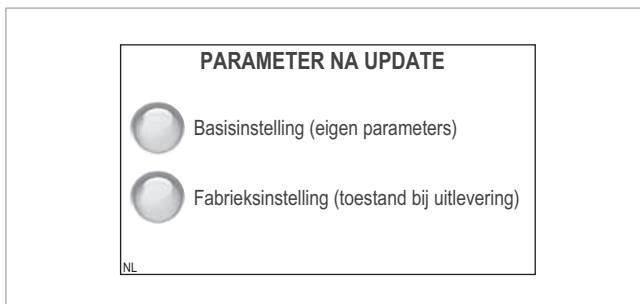 PARAMETER NA UPDATE
Basisinstelling (eigen parameters)
Fabrieksinstelling (toestand bij uitlevering)
NL